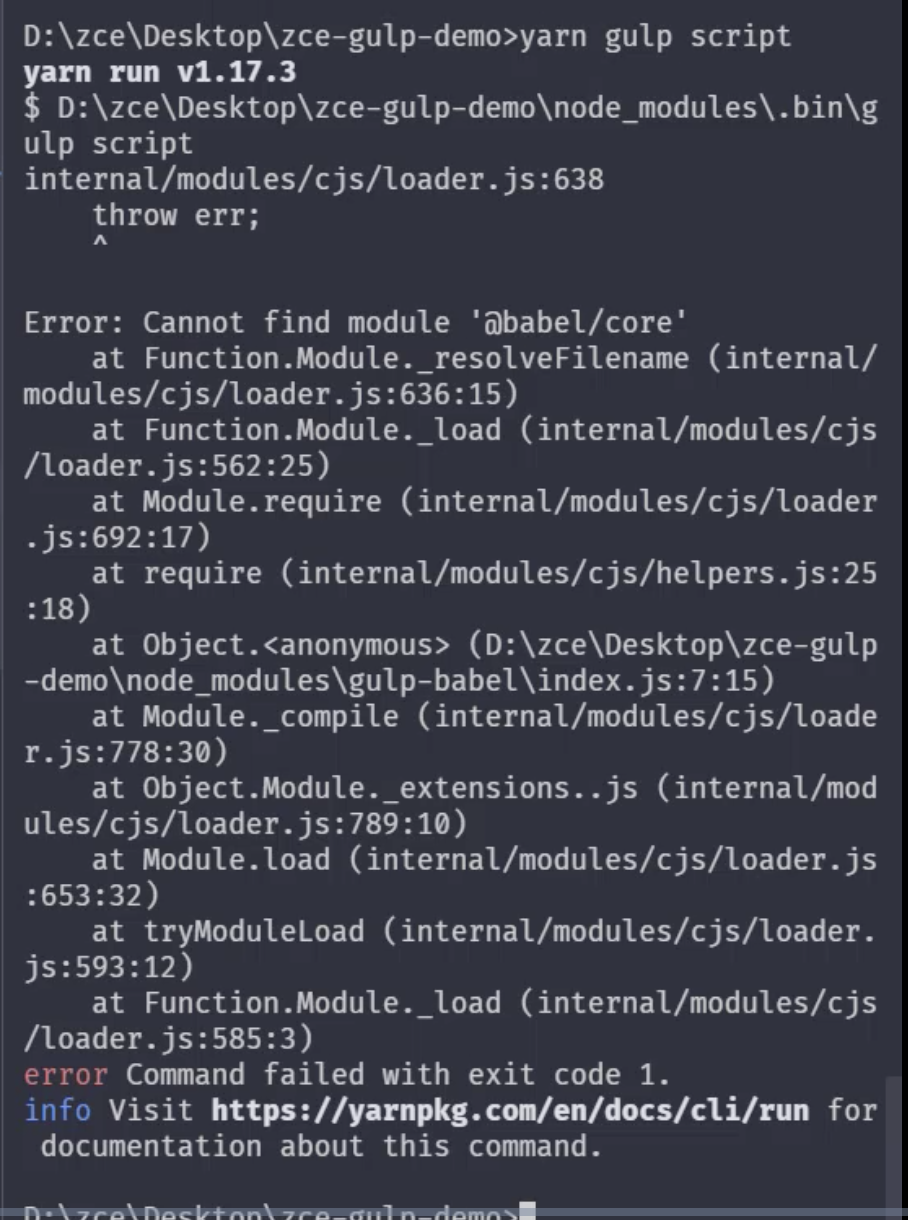 D:\zce\Desktop\zce-gulp-demo>yarn gulp script
yarn run v1.17.3
$ D:\zce\Desktop\zce-gulp-demo\node_modules\.bin\g
ulp script
internal/modules/cjs/loader.js:638
    throw err;
    ^

Error: Cannot find module '@babel/core'
    at Function.Module._resolveFilename (internal/
modules/cjs/loader.js:636:15)
    at Function.Module._load (internal/modules/cjs
/loader.js:562:25)
    at Module.require (internal/modules/cjs/loader
.js:692:17)
    at require (internal/modules/cjs/helpers.js:25
:18)
    at Object.<anonymous> (D:\zce\Desktop\zce-gulp
-demo\node_modules\gulp-babel\index.js:7:15)
    at Module._compile (internal/modules/cjs/loade
r.js:778:30)
    at Object.Module._extensions..js (internal/mod
ules/cjs/loader.js:789:10)
    at Module.load (internal/modules/cjs/loader.js
:653:32)
    at tryModuleLoad (internal/modules/cjs/loader.
js:593:12)
    at Function.Module._load (internal/modules/cjs
/loader.js:585:3)
error Command failed with exit code 1.
info Visit https://yarnpkg.com/en/docs/cli/run for
 documentation about this command.

D:\zce\Desktop\zce-gulp-demo>